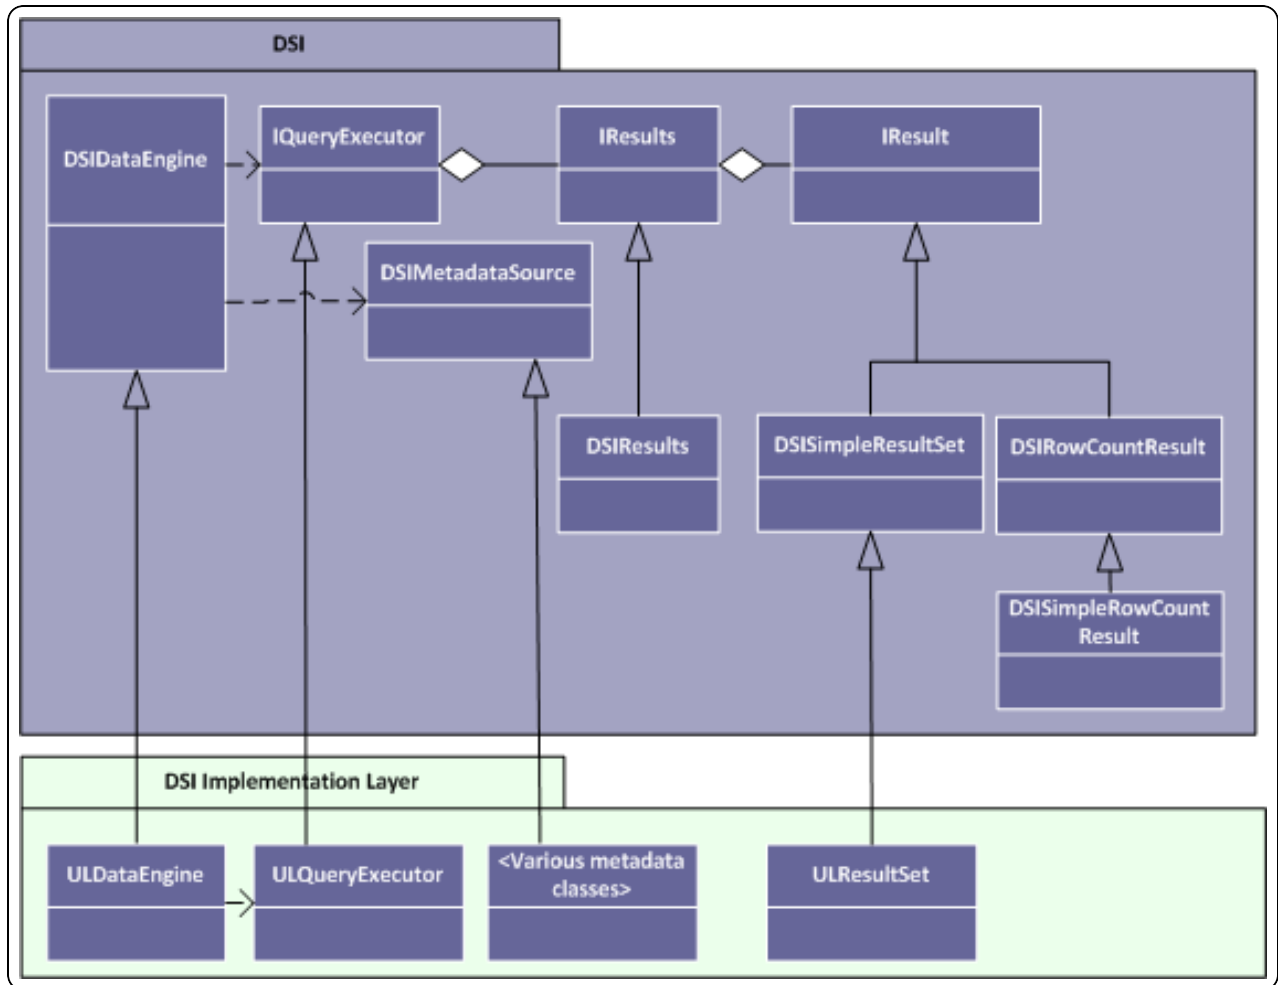 DSI
DSIDataEngine
IQueryExecutor
IResults
IResult
DSIMetadataSource
DSIResults
DSISimpleResultSet
DSIRowCountResult
DSISimpleRowCount
Result
DSI Implementation Layer
ULDataEngine
ULQueryExecutor
<Various metadata
classes>
ULResultSet